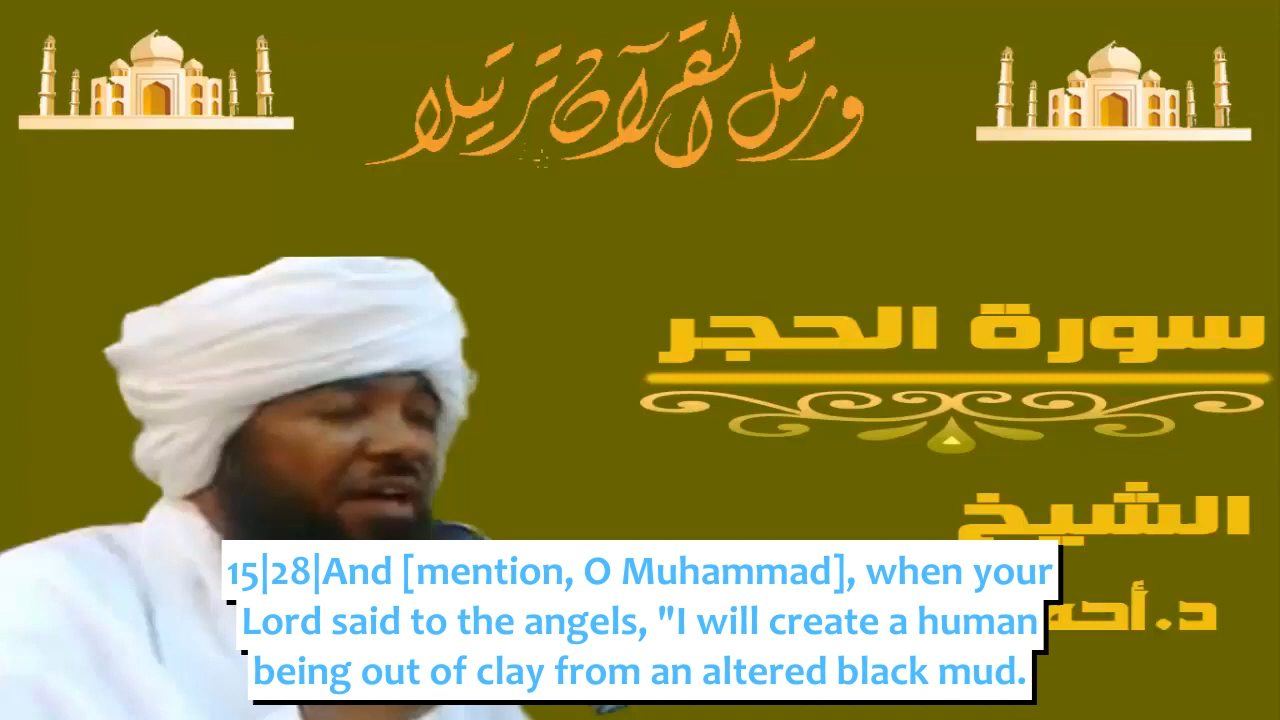 ورتل القرآن ترتيلا
سورة الحجر
الشيخ
د.أحم
15|28|And [mention, O Muhammad], when your
Lord said to the angels, "I will create a human
being out of clay from an altered black mud.